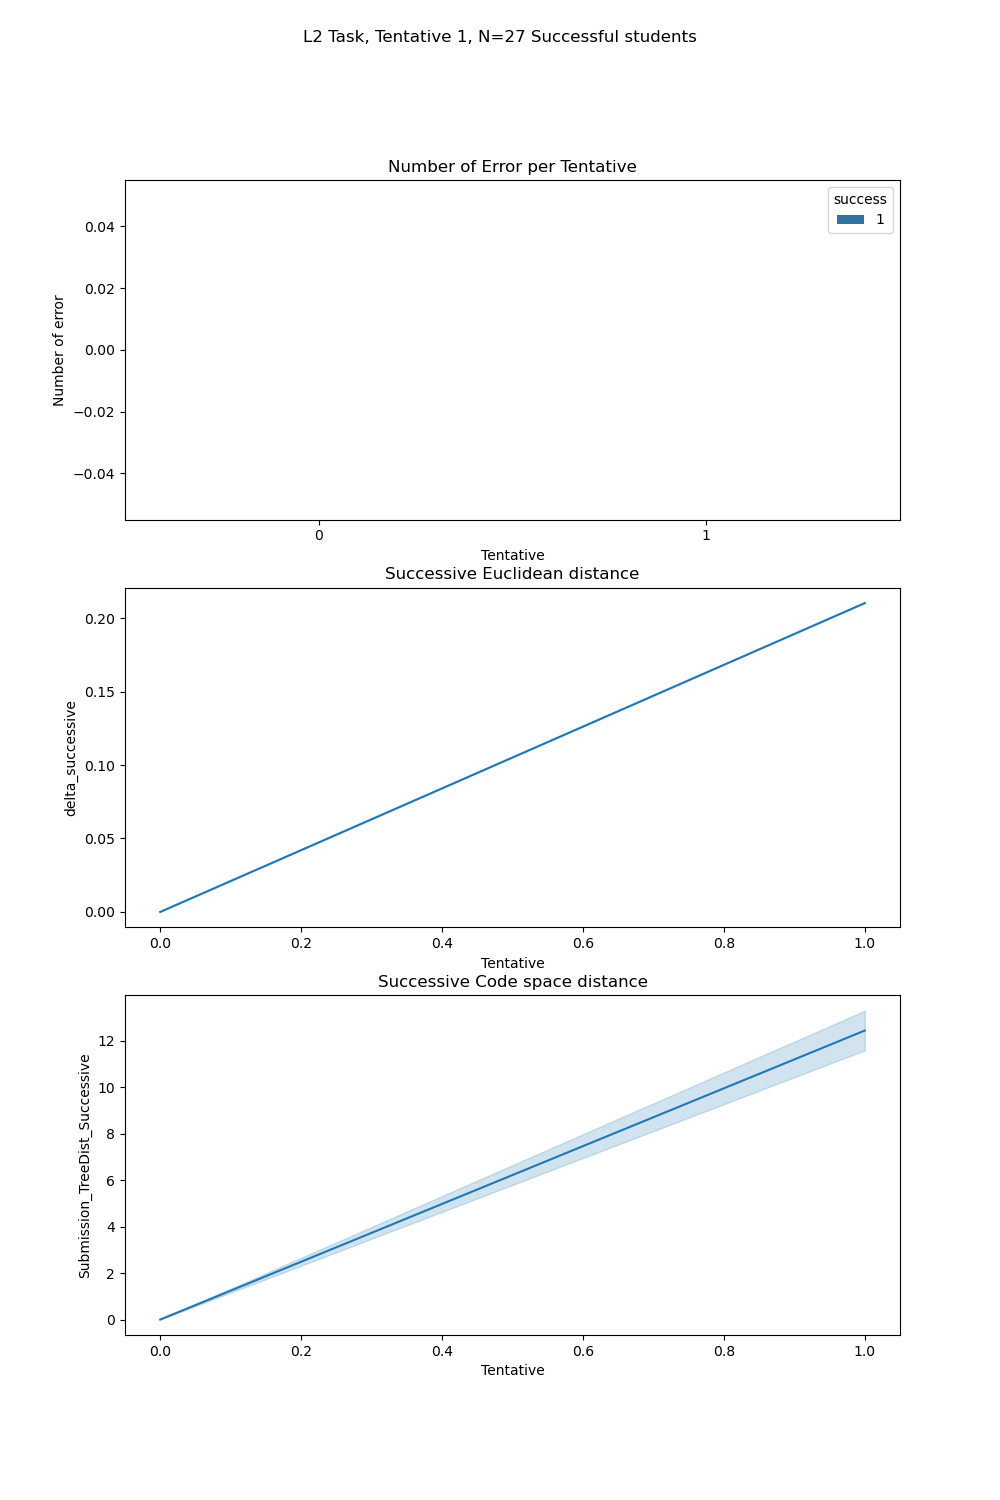 L2 Task, Tentative 1, N=27 Successful students
Number of Error per Tentative
success
1
0.04
0.02
0.00
−0.02
−0.04
Number of error
0 1
Tentative
Successive Euclidean distance
0.20
0.15
0.10
0.05
0.00
delta_successive
0.0 0.2 0.4 0.6 0.8 1.0
Tentative
Successive Code space distance
12
10
8
6
4
2
0
Submission_TreeDist_Successive
0.0 0.2 0.4 0.6 0.8 1.0
Tentative